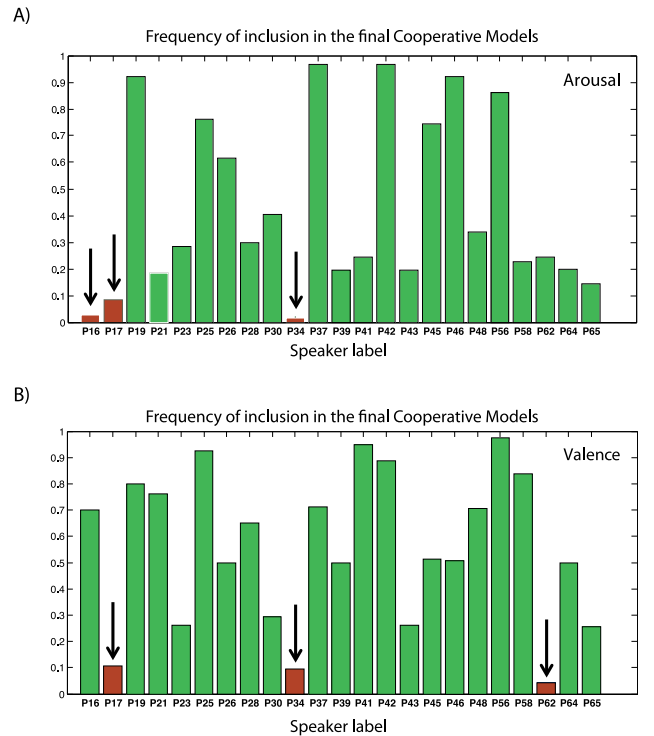 A)
Frequency of inclusion in the final Cooperative Models
Arousal
1
0.9
0.8
0.7
0.6
0.5
0.4
0.3
0.2
0.1
0
P16 P17 P19 P21 P23 P25 P26 P28 P30 P34 P37 P39 P41 P42 P43 P45 P46 P48 P56 P58 P62 P64 P65
Speaker label
B)
Frequency of inclusion in the final Cooperative Models
Valence
1
0.9
0.8
0.7
0.6
0.5
0.4
0.3
0.2
0.1
0
P16 P17 P19 P21 P23 P25 P26 P28 P30 P34 P37 P39 P41 P42 P43 P45 P46 P48 P56 P58 P62 P64 P65
Speaker label